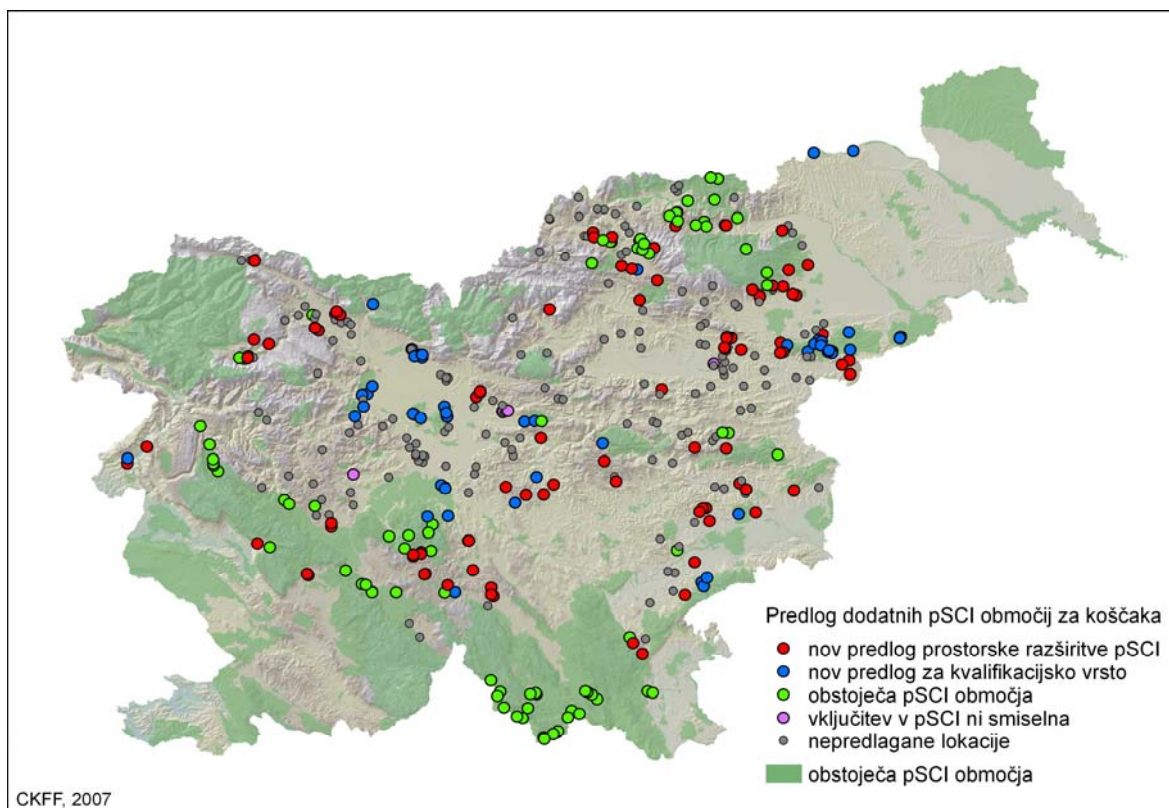 Predlog dodatnih pSCI območij za koščaka
nov predlog prostorske razširitve pSCI
nov predlog za kvalifikacijsko vrsto
obstoječa pSCI območja
vključitev v pSCI ni smiselna
nepredlagane lokacije
obstoječa pSCI območja
CKFF, 2007